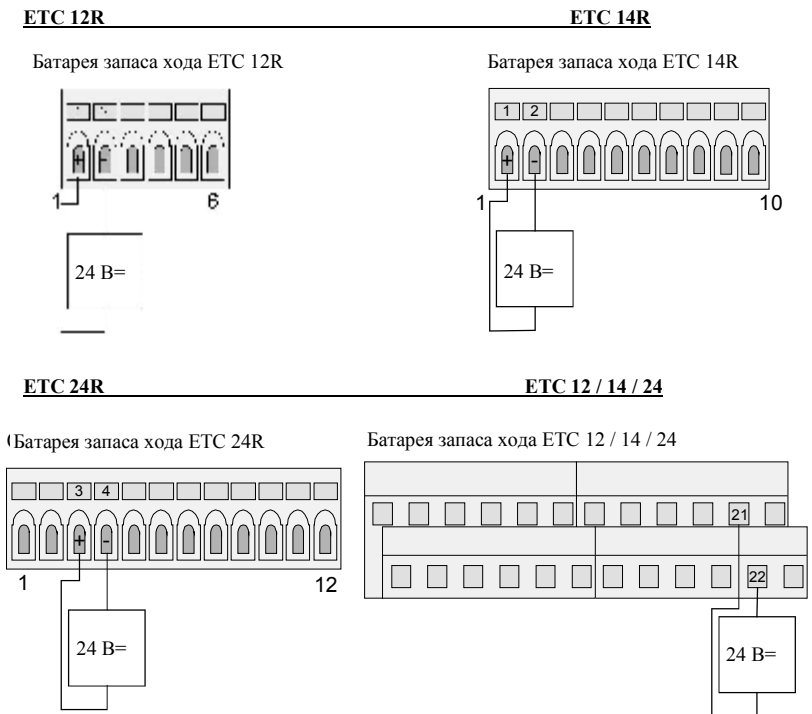 ETC 12R ETC 14R
Батарея запаса хода ETC 12R Батарея запаса хода ETC 14R
1 2
+ - + -
1 6 1 10
24 В= 24 В=
ETC 24R ETC 12 / 14 / 24
(Батарея запаса хода ETC 24R Батарея запаса хода ETC 12 / 14 / 24
3 4
21
+ -
22
1 12
24 В= 24 В=